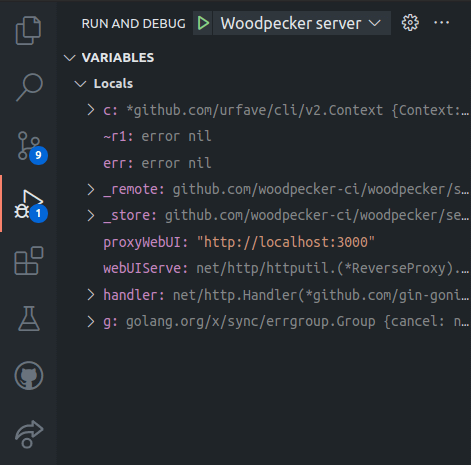 RUN AND DEBUG Woodpecker server ···
VARIABLES
Locals
c: *github.com/urfave/cli/v2.Context {Context:
~r1: error nil
9
err: error nil
_remote: github.com/woodpecker-ci/woodpecker/s
1
_store: github.com/woodpecker-ci/woodpecker/se
proxyWebUI: "http://localhost:3000"
webUIServe: net/http/httputil.(*ReverseProxy).
handler: net/http.Handler(*github.com/gin-goni
g: golang.org/x/sync/errgroup.Group {cancel: n